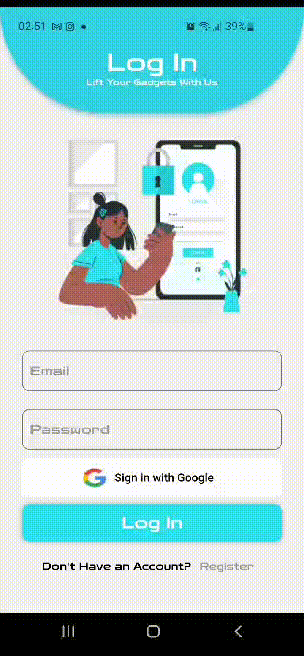 02:51 39%
Log In
Lift Your Gadgets With Us
Email
Password
Sign in with Google
Log In
Don't Have an Account? Register